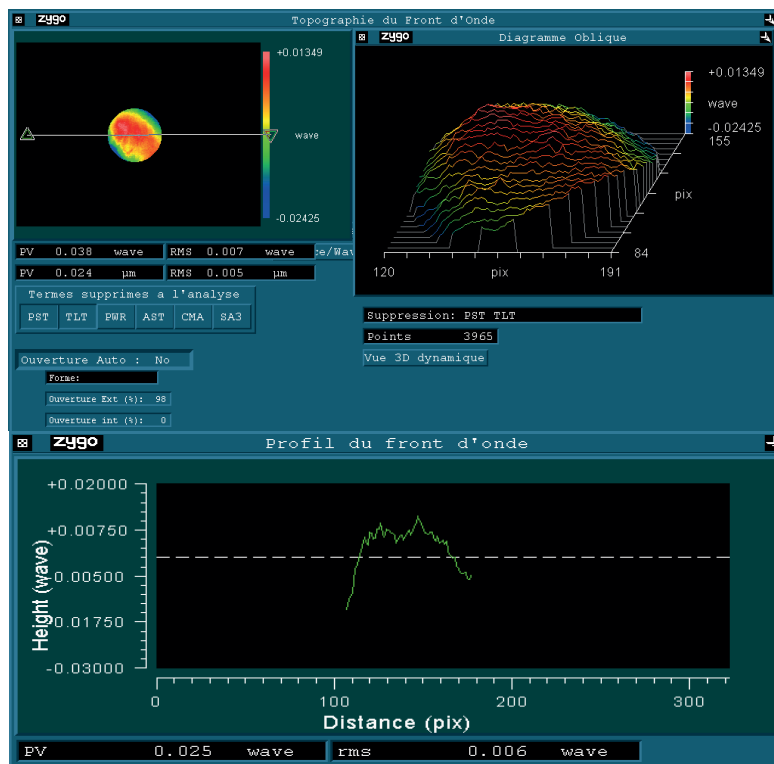 zygo Topographie du Front d'Onde
+0.01349
wave
-0.02425
zygo Diagramme Oblique
+0.01349
wave
-0.02425
155
pix
84
120 pix 191
PV 0.038 wave RMS 0.007 wave ce/Wav
PV 0.024 µm RMS 0.005 µm
Termes supprimes a l'analyse
PST TLT PWR AST CMA SA3
Suppression: PST TLT
Points 3965
Vue 3D dynamique
Ouverture Auto : No
Forme:
Ouverture Ext (%): 98
Ouverture int (%): 0
zygo Profil du front d'onde
+0.02000
+0.00750
-0.00500
-0.01750
-0.03000
Height (wave)
0 100 200 300
Distance (pix)
PV 0.025 wave rms 0.006 wave